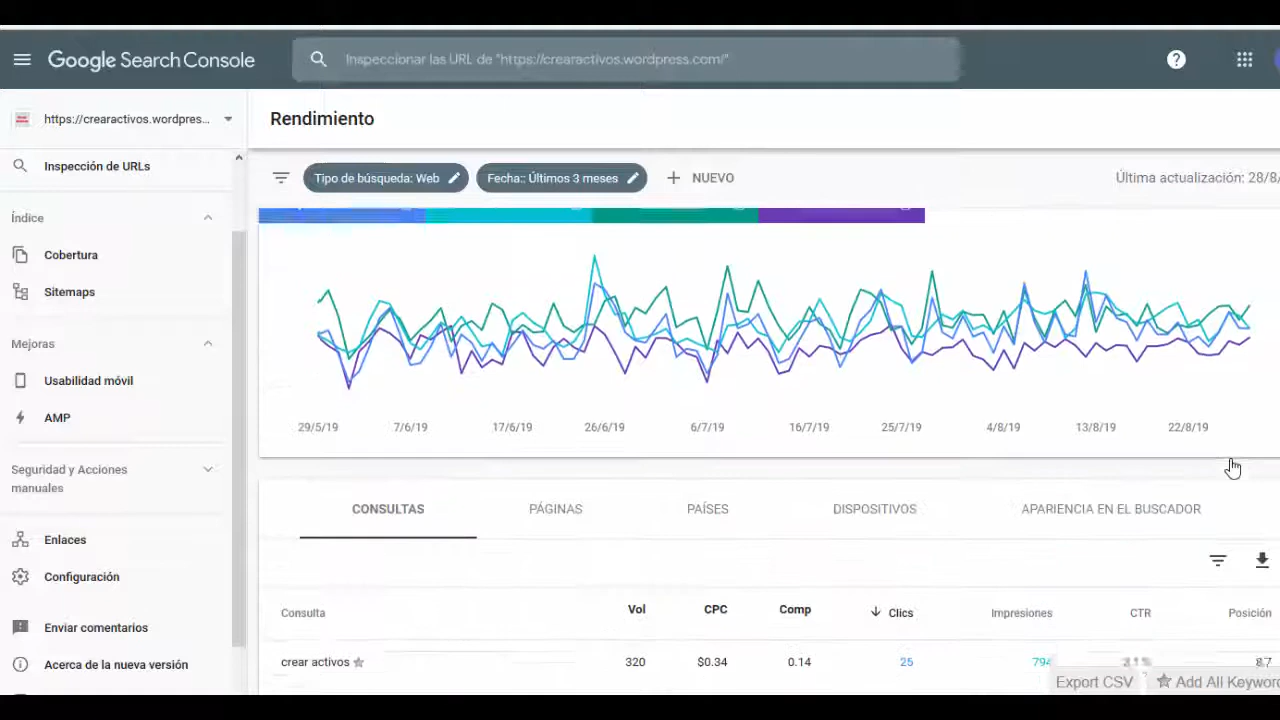 Google Search Console
Inspeccionar las URL de "https://crearactivos.wordpress.com/"
https://crearactivos.wordpres...
Rendimiento
Inspección de URLs
Tipo de búsqueda: Web
Fecha:: Últimos 3 meses
NUEVO
Última actualización: 28/8/
Índice
Cobertura
Sitemaps
Mejoras
Usabilidad móvil
AMP
Seguridad y Acciones
manuales
Enlaces
Configuración
Enviar comentarios
Acerca de la nueva versión
29/5/19 7/6/19 17/6/19 26/6/19 6/7/19 16/7/19 25/7/19 4/8/19 13/8/19 22/8/19
CONSULTAS PÁGINAS PAÍSES DISPOSITIVOS APARIENCIA EN EL BUSCADOR
Consulta Vol CPC Comp Clics Impresiones CTR Posición
crear activos 320 $0.34 0.14 25 794
Export CSV Add All Keywor